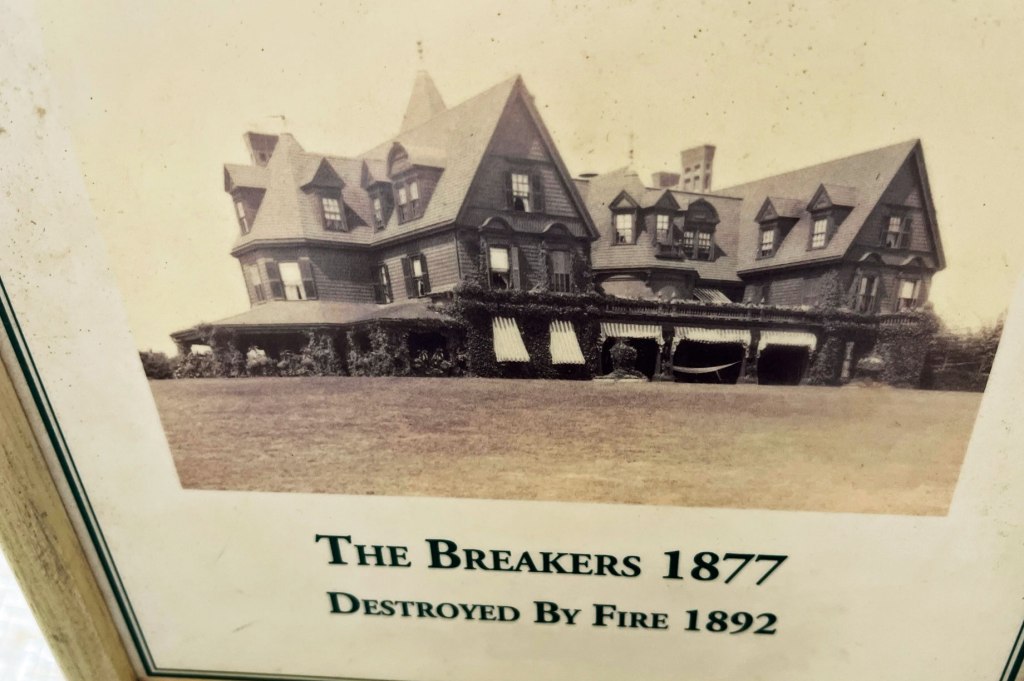 The Breakers 1877
Destroyed By Fire 1892